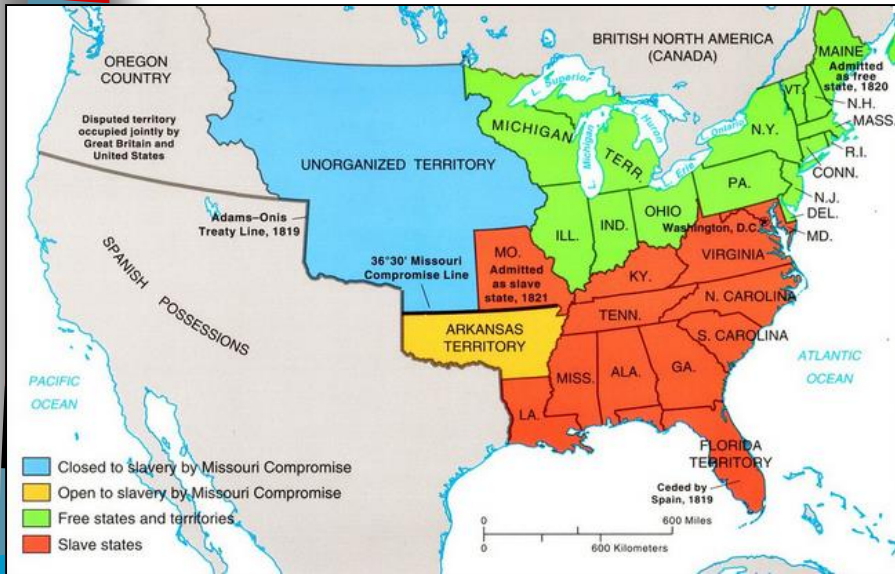 BRITISH NORTH AMERICA
(CANADA)
OREGON
COUNTRY
Disputed territory
occupied jointly by
Great Britain and
United States
MAINE
Admitted
as free
state, 1820
VT.
N.H.
MASS.
R.I.
CONN.
N.J.
DEL.
MD.
N.Y.
PA.
L. Superior
L. Michigan
L. Huron
L. Erie
L. Ontario
MICHIGAN
TERR.
UNORGANIZED TERRITORY
Adams–Onis
Treaty Line, 1819
36°30' Missouri
Compromise Line
ILL.
IND.
OHIO
Washington, D.C.
MO.
Admitted
as slave
state, 1821
KY.
VIRGINIA
N. CAROLINA
TENN.
S. CAROLINA
ARKANSAS
TERRITORY
SPANISH POSSESSIONS
MISS.
ALA.
GA.
LA.
PACIFIC
OCEAN
ATLANTIC
OCEAN
FLORIDA
TERRITORY
Ceded by
Spain, 1819
Closed to slavery by Missouri Compromise
Open to slavery by Missouri Compromise
Free states and territories
Slave states
0 600 Miles
0 600 Kilometers